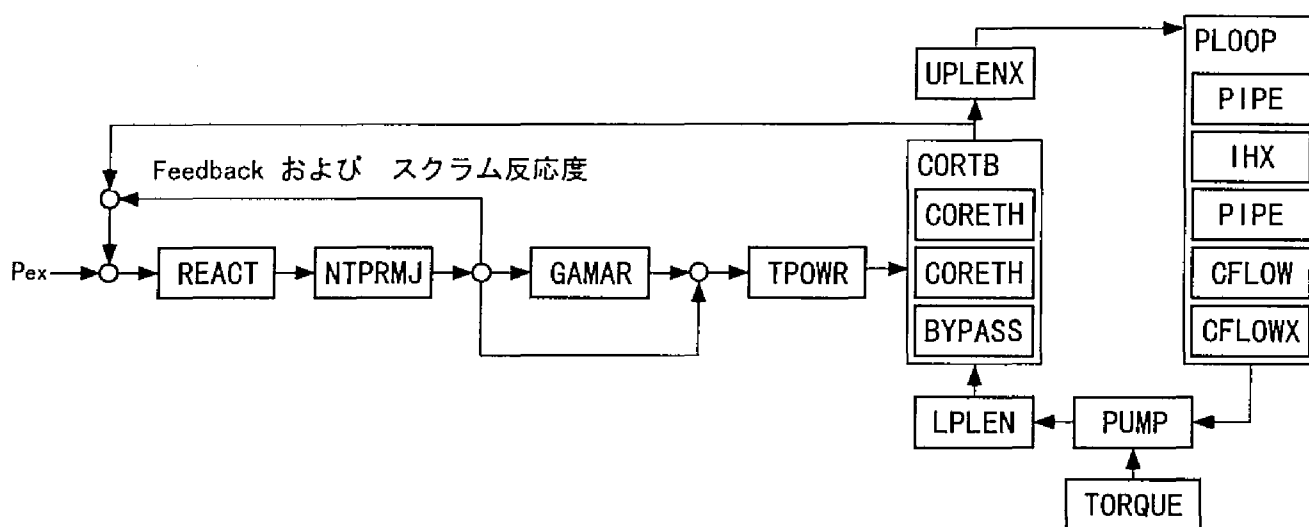 PLOOP
UPLENX
PIPE
Feedback および スクラム反応度
CORTB
IHX
CORETH
PIPE
Pex
REACT
NTPRMJ
GAMAR
TPOWR
CORETH
CFLOW
BYPASS
CFLOWX
LPLEN
PUMP
TORQUE